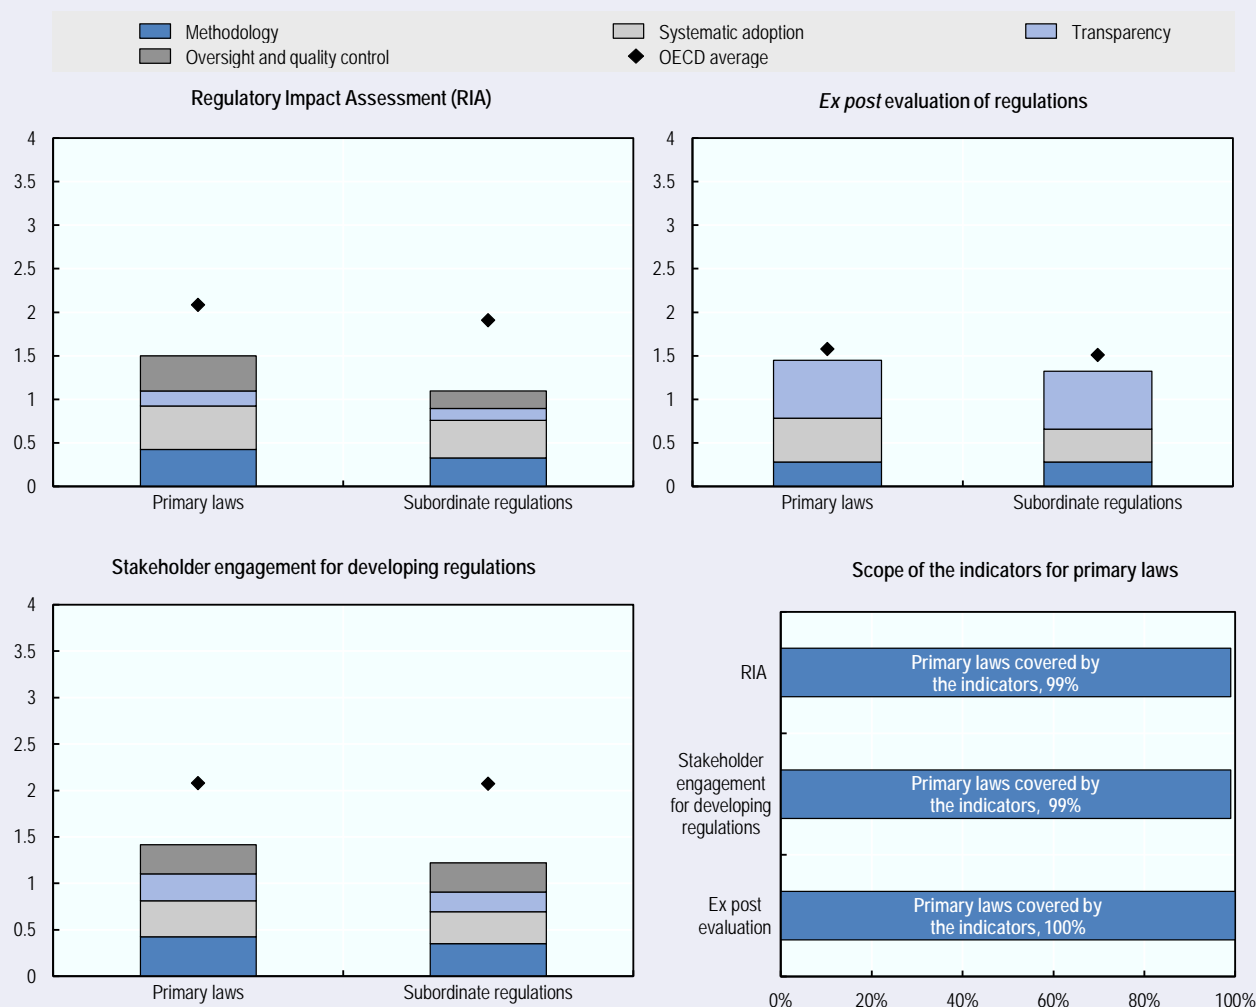 Methodology
Systematic adoption
Transparency
Oversight and quality control
OECD average
Regulatory Impact Assessment (RIA)
4
3.5
3
2.5
2
1.5
1
0.5
0
Primary laws
Subordinate regulations
Ex post evaluation of regulations
4
3.5
3
2.5
2
1.5
1
0.5
0
Primary laws
Subordinate regulations
Stakeholder engagement for developing regulations
4
3.5
3
2.5
2
1.5
1
0.5
0
Primary laws
Subordinate regulations
Scope of the indicators for primary laws
RIA
Primary laws covered by
the indicators, 99%
Stakeholder
engagement
for developing
regulations
Primary laws covered by
the indicators, 99%
Ex post
evaluation
Primary laws covered by
the indicators, 100%
0%
20%
40%
60%
80%
100%